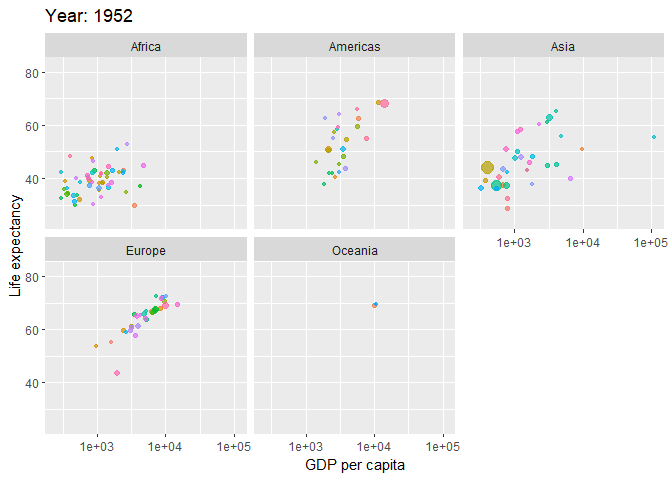 Year: 1952
Africa
Americas
Asia
80
60
40
1e+03 1e+04 1e+05
Europe
Oceania
80
60
40
1e+03 1e+04 1e+05
1e+03 1e+04 1e+05
Life expectancy
GDP per capita